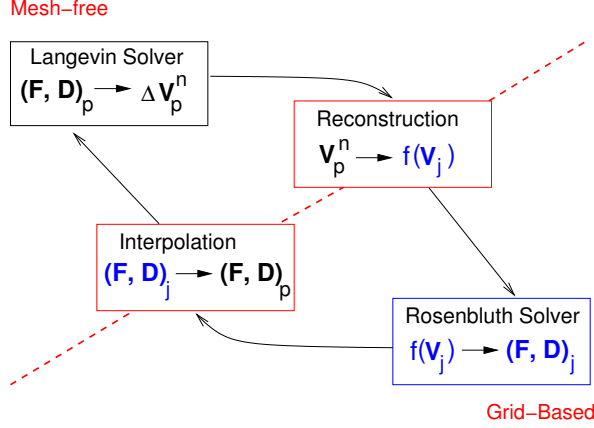 Mesh-free
Langevin Solver
(F, D)ₚ → ΔVₚⁿ
Reconstruction
Vₚⁿ → f(Vⱼ)
Interpolation
(F, D)ⱼ → (F, D)ₚ
Rosenbluth Solver
f(Vⱼ) → (F, D)ⱼ
Grid-Based